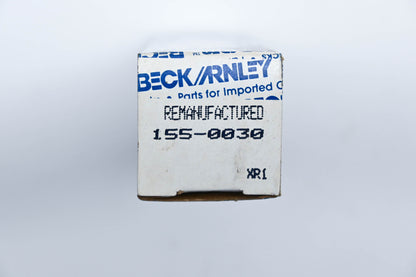 BECK/ARNLEY
& Parts for Imported C
REMANUFACTURED
155-0030
XR1